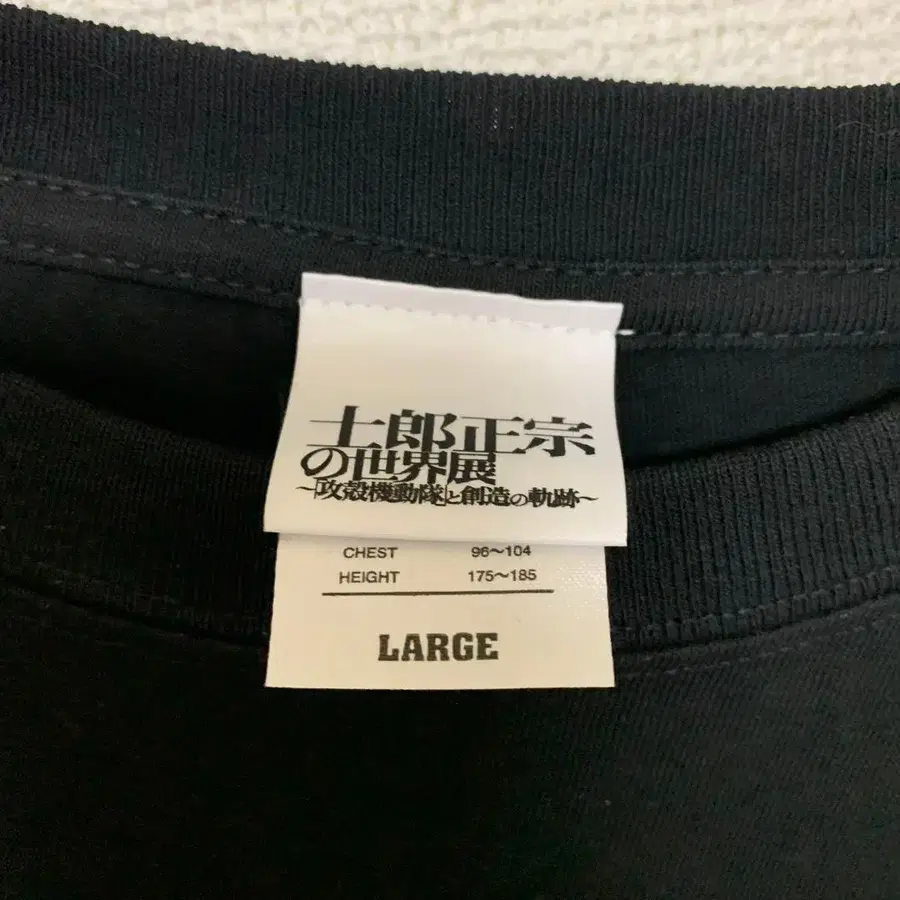 士郎正宗
の世界展
～「攻殻機動隊」と創造の軌跡～
CHEST 96～104
HEIGHT 175～185
LARGE